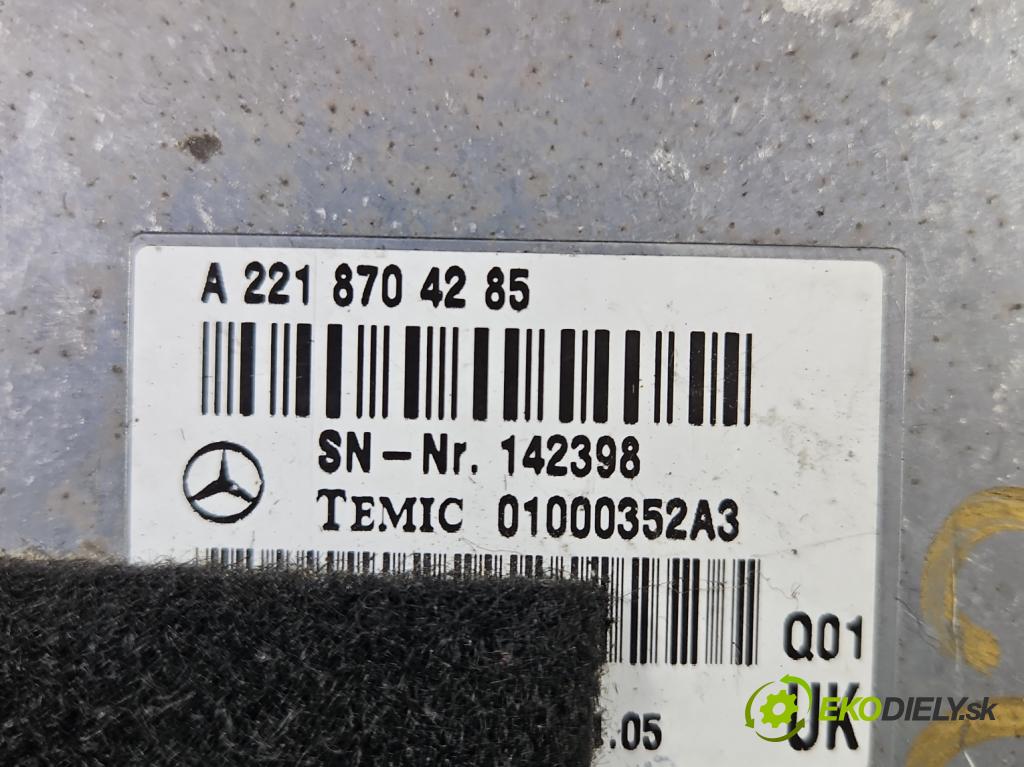 A 221 870 42 85
SN-Nr. 142398
TEMIC 01000352A3
Q01
.05 UK
EKODIELY.sk